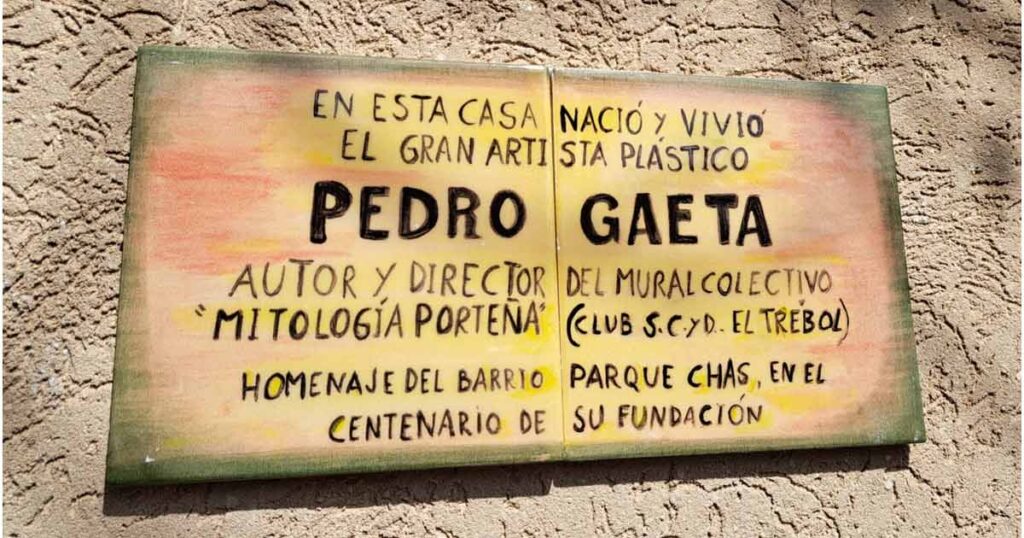 EN ESTA CASA NACIÓ y VIVIÓ
EL GRAN ARTISTA PLÁSTICO
PEDRO GAETA
AUTOR Y DIRECTOR DEL MURAL COLECTIVO
"MITOLOGÍA PORTEÑA" (CLUB S.C.yD.. EL TRÉBOL)
HOMENAJE DEL BARRIO PARQUE CHAS, EN EL
CENTENARIO DE SU FUNDACIÓN